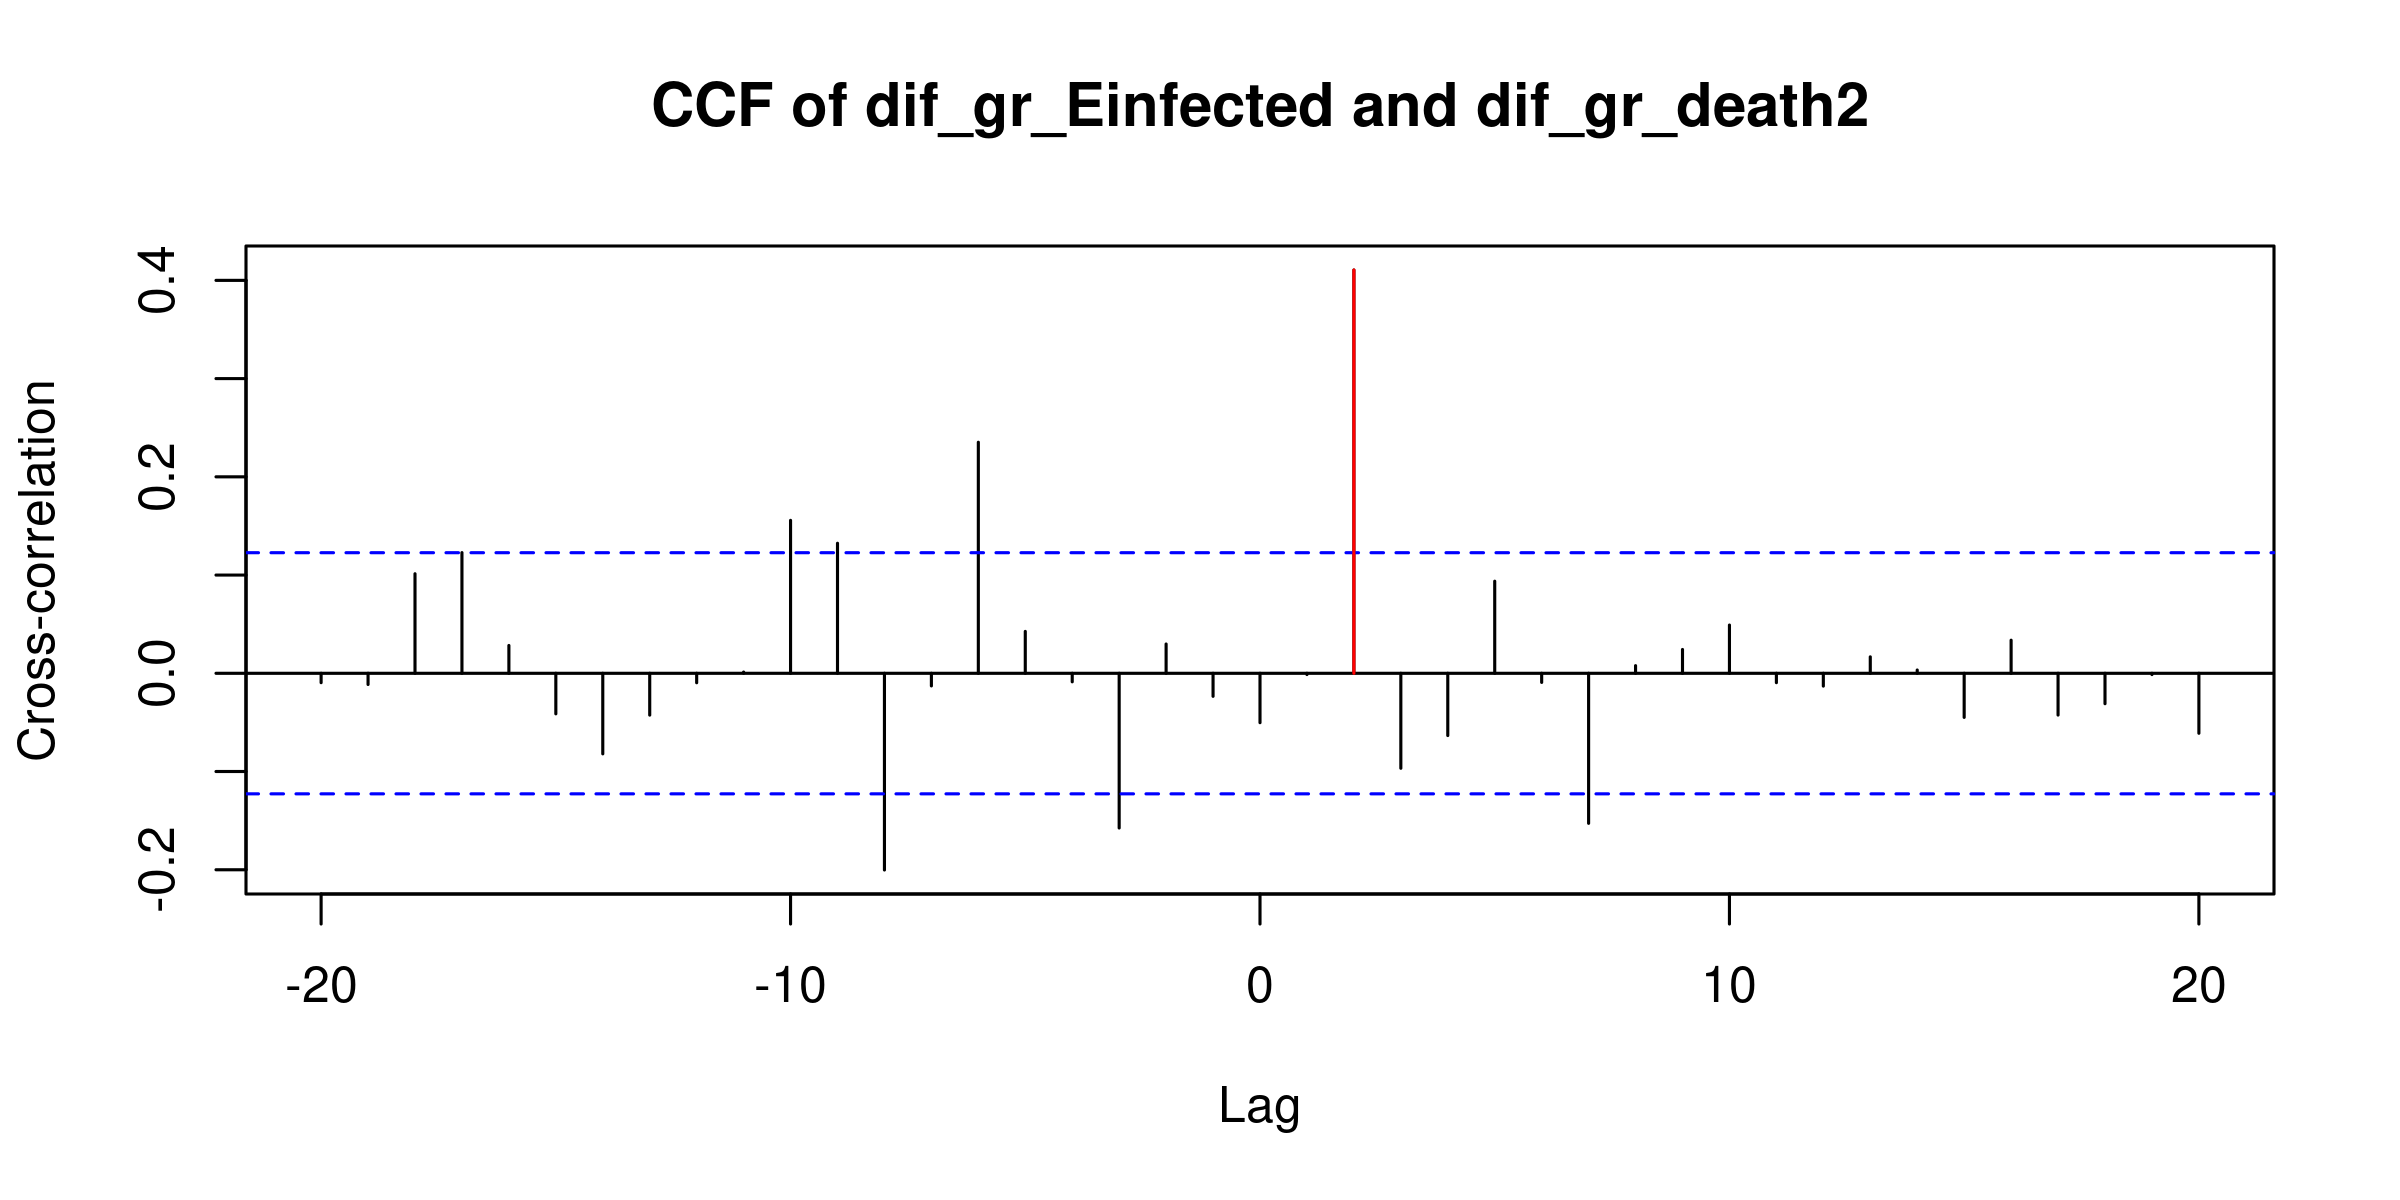 CCF of dif_gr_Einfected and dif_gr_death2
Cross-correlation
0.4
0.2
0.0
-0.2
-20 -10 0 10 20
Lag